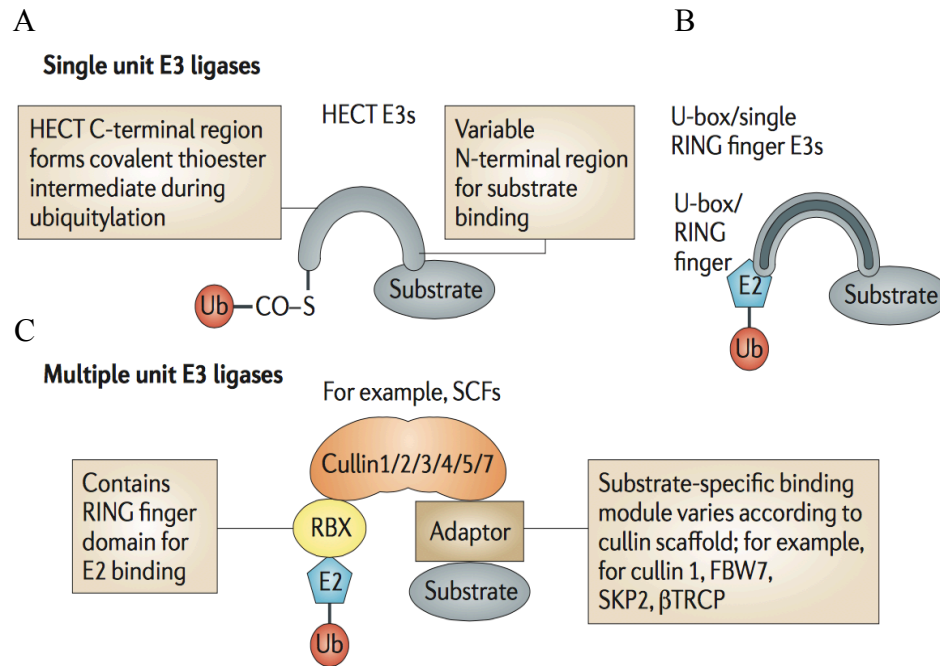 A
B
Single unit E3 ligases
HECT C-terminal region
forms covalent thioester
intermediate during
ubiquitylation
HECT E3s
Variable
N-terminal region
for substrate
binding
Ub
CO–S
Substrate
U-box/single
RING finger E3s
U-box/
RING
finger
E2
Substrate
Ub
C
Multiple unit E3 ligases
For example, SCFs
Cullin1/2/3/4/5/7
Contains
RING finger
domain for
E2 binding
RBX
Adaptor
E2
Substrate
Ub
Substrate-specific binding
module varies according to
cullin scaffold; for example,
for cullin 1, FBW7,
SKP2, βTRCP